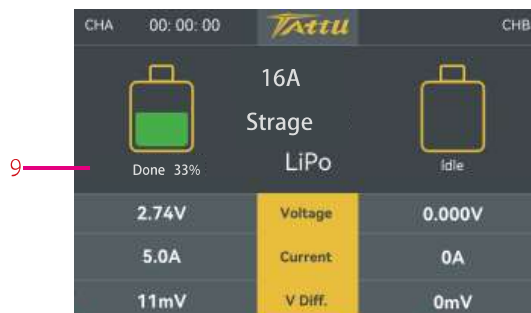 CHA 00: 00: 00 TATTU CHB
16A
Strage
LiPo
9 Done 33% Idle
2.74V Voltage 0.000V
5.0A Current 0A
11mV V Diff. 0mV